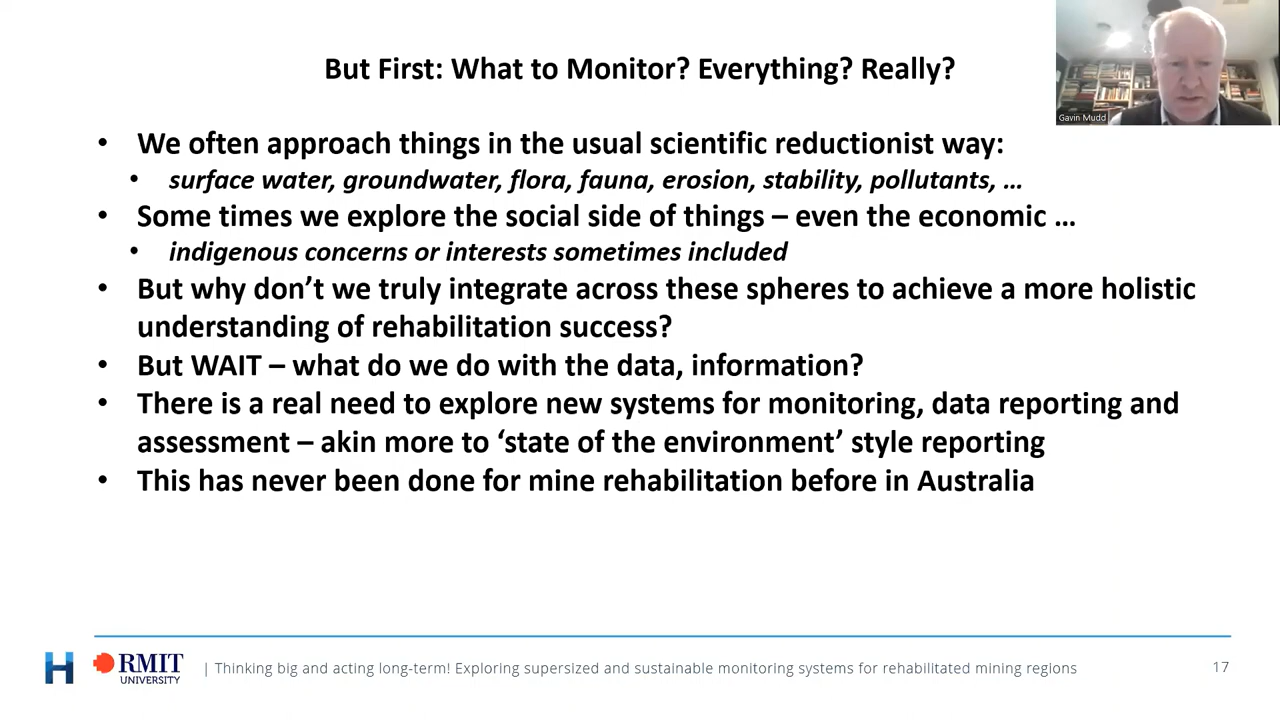 But First: What to Monitor? Everything? Really?
Gavin Mudd
• We often approach things in the usual scientific reductionist way:
• surface water, groundwater, flora, fauna, erosion, stability, pollutants, ...
• Some times we explore the social side of things – even the economic ...
• indigenous concerns or interests sometimes included
• But why don’t we truly integrate across these spheres to achieve a more holistic
understanding of rehabilitation success?
• But WAIT – what do we do with the data, information?
• There is a real need to explore new systems for monitoring, data reporting and
assessment – akin more to ‘state of the environment’ style reporting
• This has never been done for mine rehabilitation before in Australia
H
RMIT
UNIVERSITY
| Thinking big and acting long-term! Exploring supersized and sustainable monitoring systems for rehabilitated mining regions
17